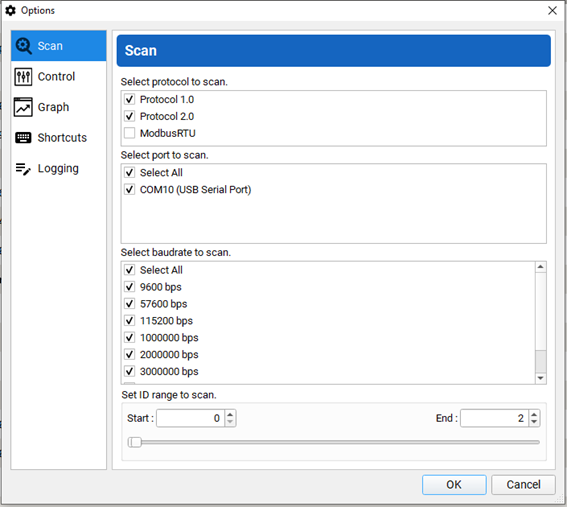 Options
Scan
Control
Graph
Shortcuts
Logging
Scan
Select protocol to scan.
Protocol 1.0
Protocol 2.0
ModbusRTU
Select port to scan.
Select All
COM10 (USB Serial Port)
Select baudrate to scan.
Select All
9600 bps
57600 bps
115200 bps
1000000 bps
2000000 bps
3000000 bps
Set ID range to scan.
Start : 0 End : 2
OK Cancel